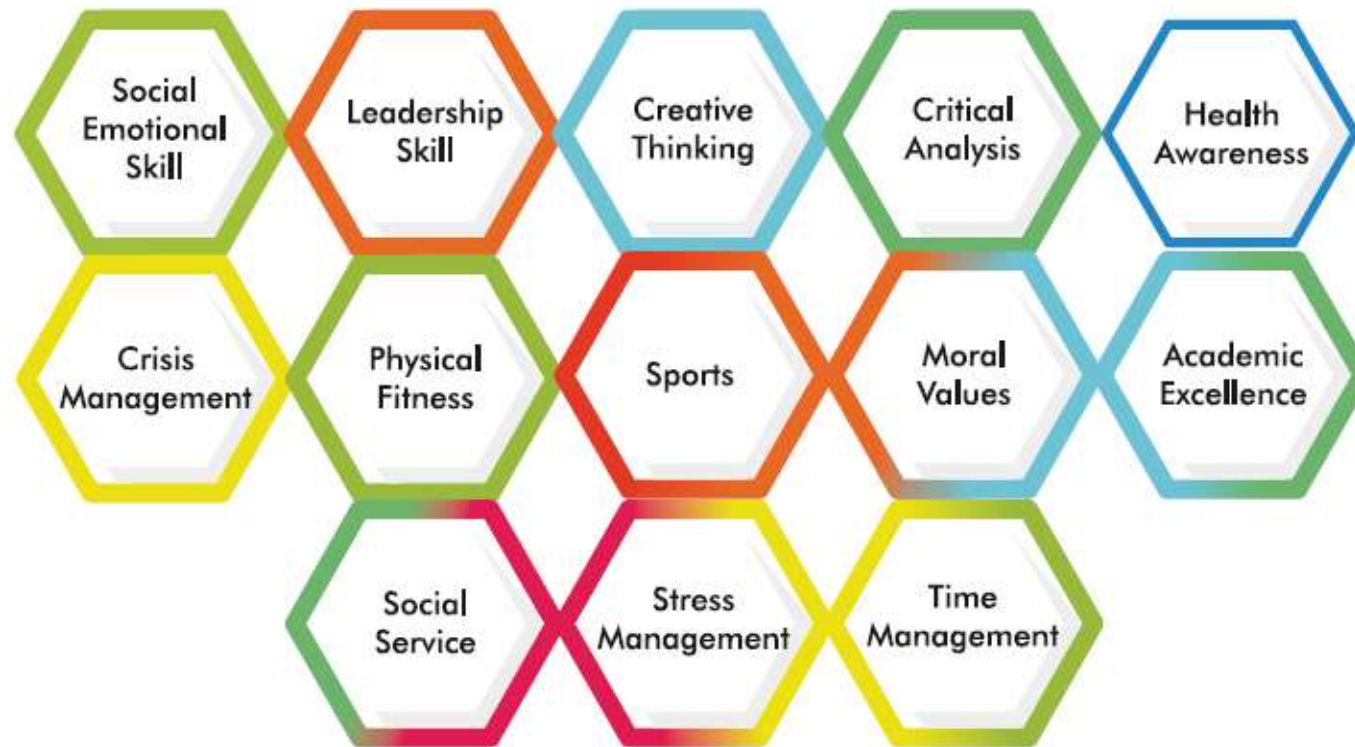 Social
Emotional
Skill
Leadership
Skill
Creative
Thinking
Critical
Analysis
Health
Awareness
Crisis
Management
Physical
Fitness
Sports
Moral
Values
Academic
Excellence
Social
Service
Stress
Management
Time
Management